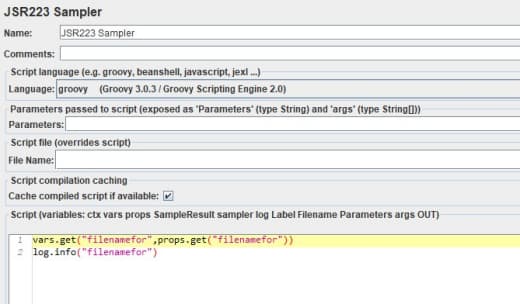 JSR223 Sampler
Name: JSR223 Sampler
Comments:
Script language (e.g. groovy, beanshell, javascript, jexl ...)
Language: groovy (Groovy 3.0.3 / Groovy Scripting Engine 2.0)
Parameters passed to script (exposed as 'Parameters' (type String) and 'args' (type String[]))
Parameters:
Script file (overrides script)
File Name:
Script compilation caching
Cache compiled script if available:
Script (variables: ctx vars props SampleResult sampler log Label Filename Parameters args OUT)
1 vars.get("filenamefor",props.get("filenamefor"))
2 log.info("filenamefor")